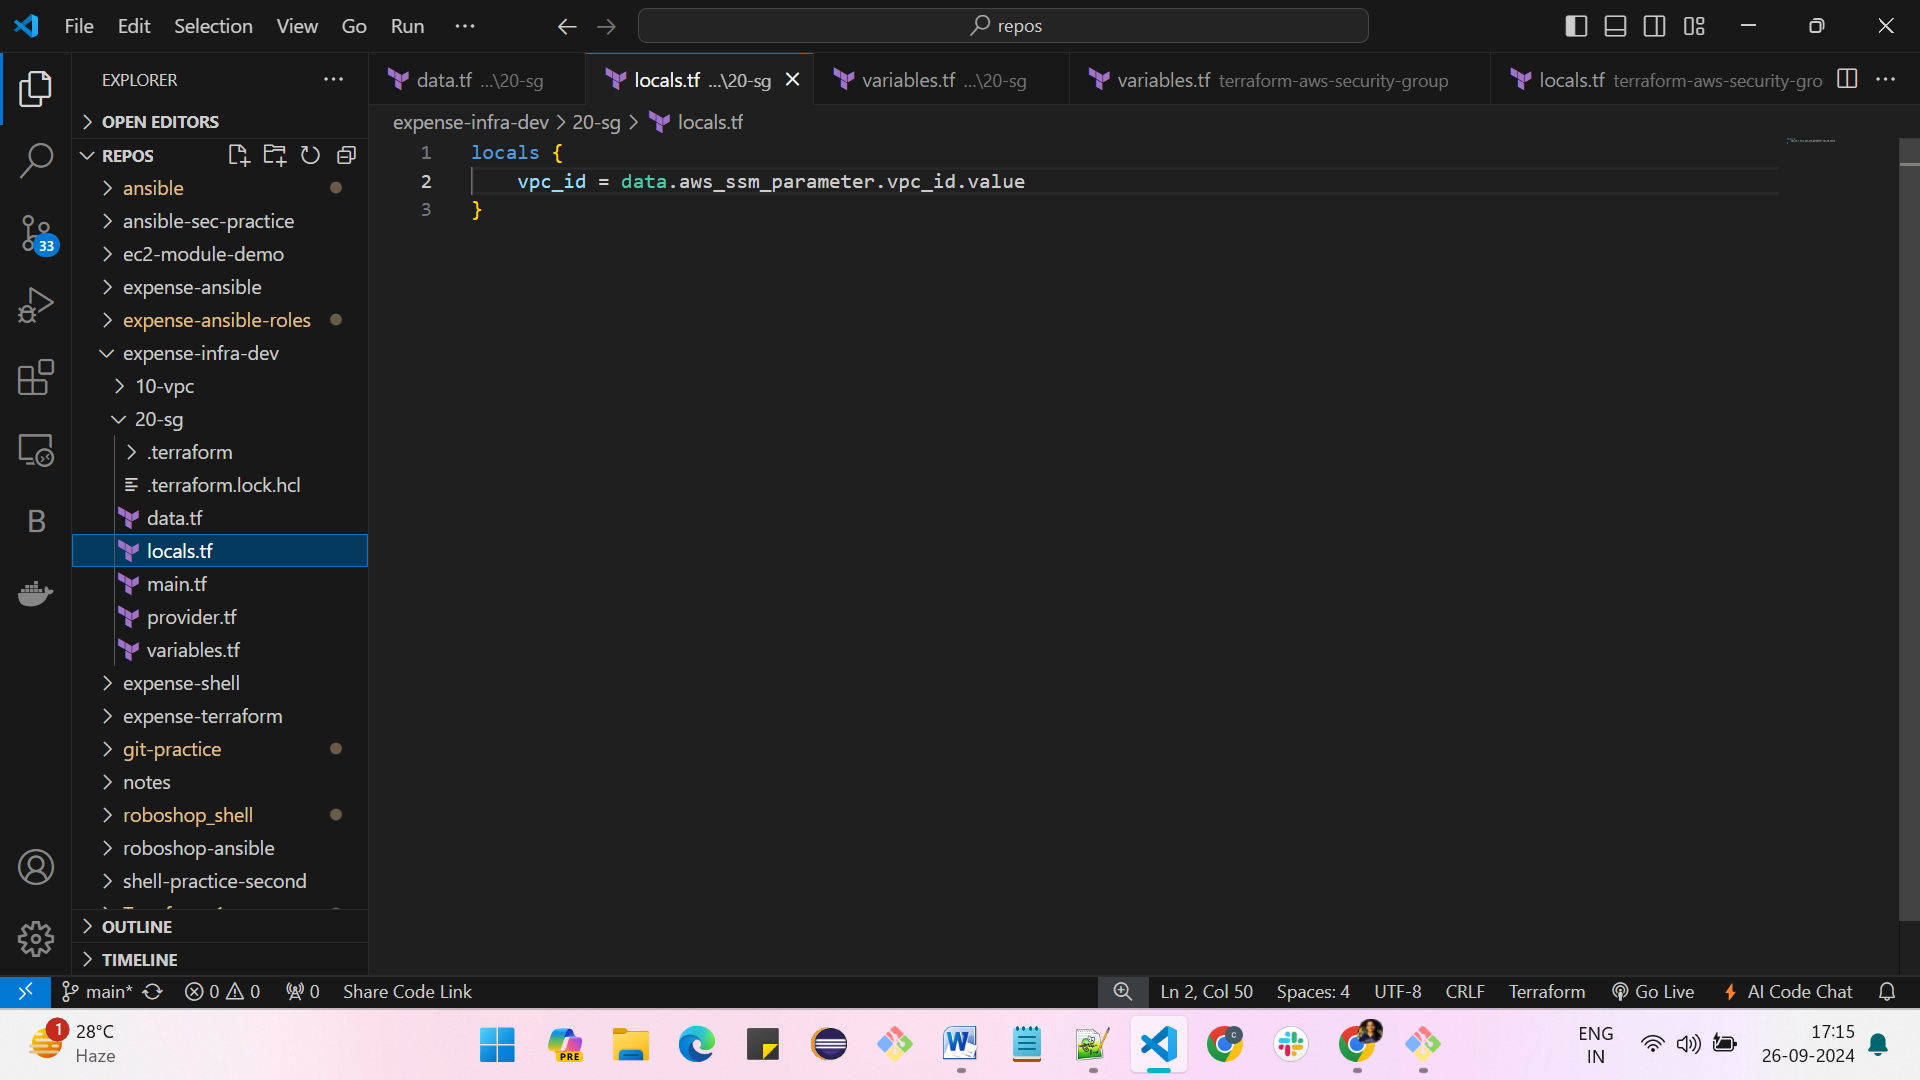 File Edit Selection View Go Run ··· repos
EXPLORER ···
OPEN EDITORS
REPOS
ansible
ansible-sec-practice
ec2-module-demo
expense-ansible
expense-ansible-roles
expense-infra-dev
10-vpc
20-sg
.terraform
.terraform.lock.hcl
data.tf
locals.tf
main.tf
provider.tf
variables.tf
expense-shell
expense-terraform
git-practice
notes
roboshop_shell
roboshop-ansible
shell-practice-second
OUTLINE
TIMELINE
33
B
data.tf ...\20-sg locals.tf ...\20-sg variables.tf ...\20-sg variables.tf terraform-aws-security-group locals.tf terraform-aws-security-gro ···
expense-infra-dev > 20-sg > locals.tf
1 locals {
2 vpc_id = data.aws_ssm_parameter.vpc_id.value
3 }
main* 0 0 0 Share Code Link Ln 2, Col 50 Spaces: 4 UTF-8 CRLF Terraform Go Live AI Code Chat
1 28°C
Haze
PRE
W
C
ENG
IN
17:15
26-09-2024